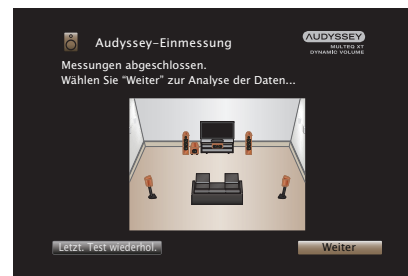 Audyssey-Einmessung
AUDYSSEY
MULTEQ XT
DYNAMIC VOLUME
Messungen abgeschlossen.
Wählen Sie “Weiter” zur Analyse der Daten...
Letzt. Test wiederhol.
Weiter